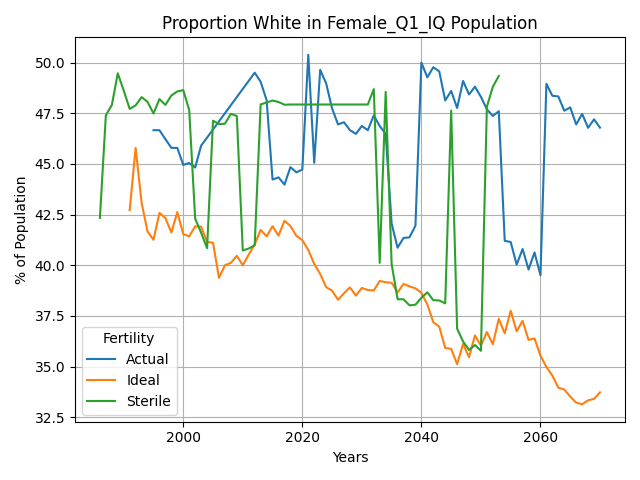 Proportion White in Female_Q1_IQ Population
% of Population
50.0
47.5
45.0
42.5
40.0
37.5
35.0
32.5
Fertility
Actual
Ideal
Sterile
2000
2020
2040
2060
Years